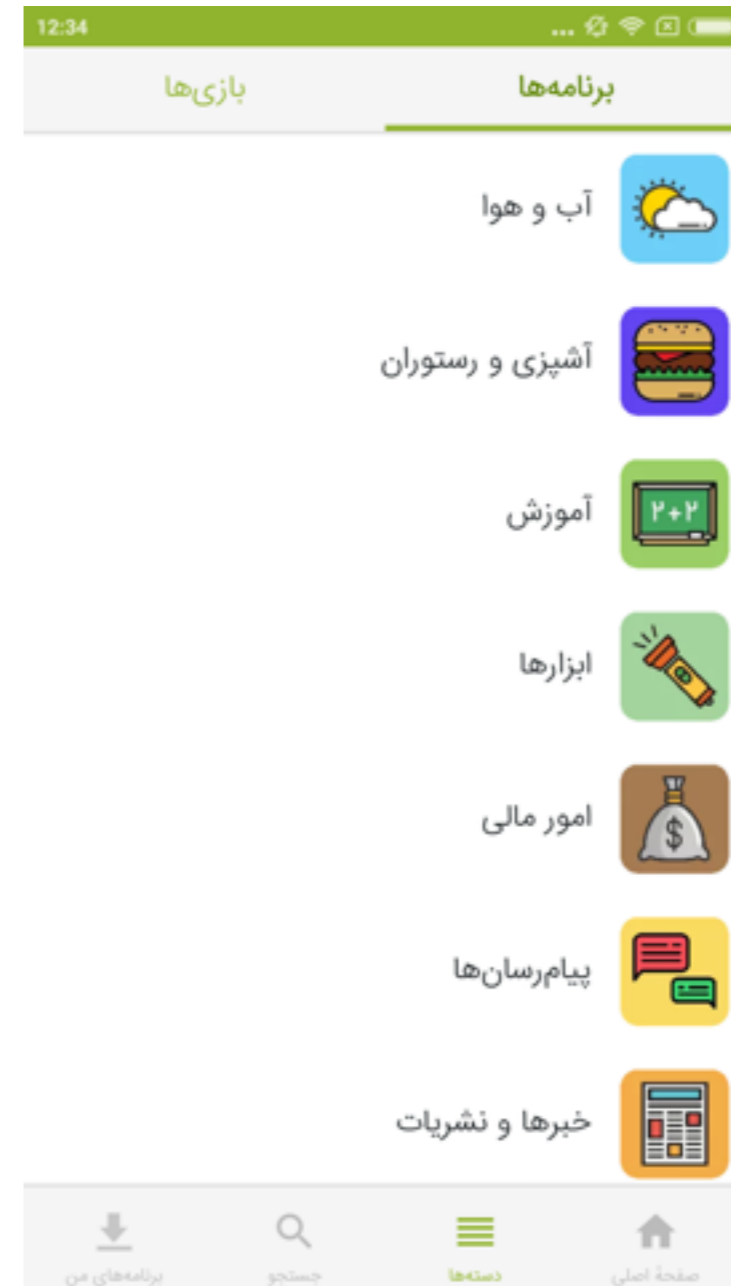 12:34
برنامه‌ها
بازی‌ها
آب و هوا
آشپزی و رستوران
۲+۲
آموزش
ابزارها
$
امور مالی
پیام‌رسان‌ها
خبرها و نشریات
صفحهٔ اصلی
دسته‌ها
جستجو
برنامه‌های من